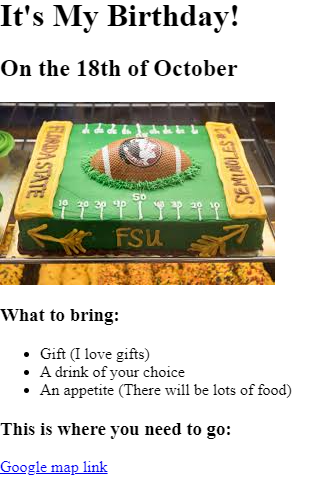 It's My Birthday!
On the 18th of October
FLORIDA STATE
SEMINOLES #1
50
10 20 30 40 40 30 20 10
FSU
What to bring:
Gift (I love gifts)
A drink of your choice
An appetite (There will be lots of food)
This is where you need to go:
Google map link